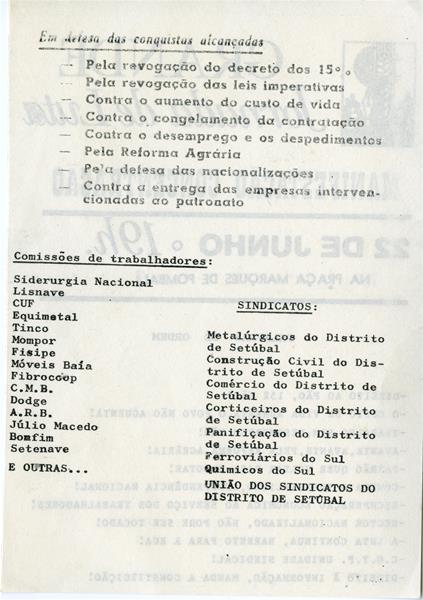 Em defesa das conquistas alcançadas
— Pela revogação do decreto dos 15º.
— Pela revogação das leis imperativas
— Contra o aumento do custo de vida
— Contra o congelamento da contratação
— Contra o desemprego e os despedimentos
— Pela Reforma Agrária
— Pela defesa das nacionalizações
— Contra a entrega das empresas interven-
cionadas ao patronato
Comissões de trabalhadores:
Siderurgia Nacional
Lisnave
CUF
Equimetal
Tinco
Mompor
Fisipe
Móveis Baía
Fibrocoop
C.M.B.
Dodge
A.R.B.
Júlio Macedo
Bomfim
Setenave
E OUTRAS...
SINDICATOS:
Metalúrgicos do Distrito
de Setúbal
Construção Civil do Dis-
trito de Setúbal
Comércio do Distrito de
Setúbal
Corticeiros do Distrito
de Setúbal
Panificação do Distrito
de Setúbal
Ferroviários do Sul
Quimicos do Sul
UNIÃO DOS SINDICATOS DO
DISTRITO DE SETÚBAL
22 DE JUNHO • 19h.
NA PRAÇA MARQUES DE POMBAL